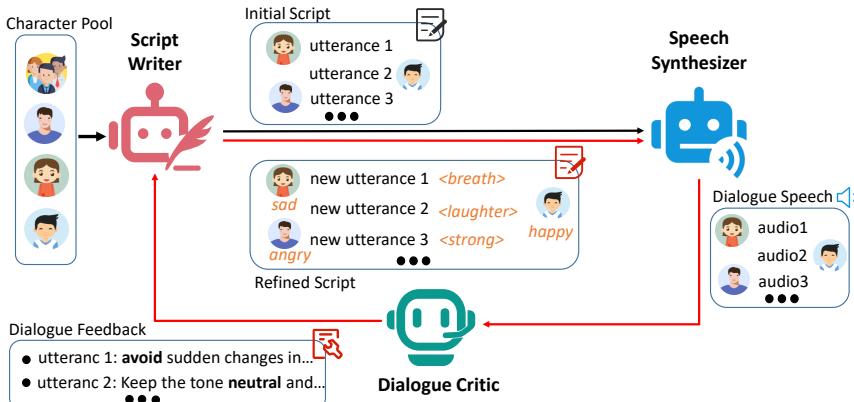 Character Pool
Script
Writer
Initial Script
utterance 1
utterance 2
utterance 3
Speech
Synthesizer
new utterance 1 <breath>
sad
new utterance 2 <laughter>
happy
new utterance 3 <strong>
angry
Refined Script
Dialogue Speech
audio1
audio2
audio3
Dialogue Feedback
● utteranc 1: avoid sudden changes in...
● utteranc 2: Keep the tone neutral and...
Dialogue Critic